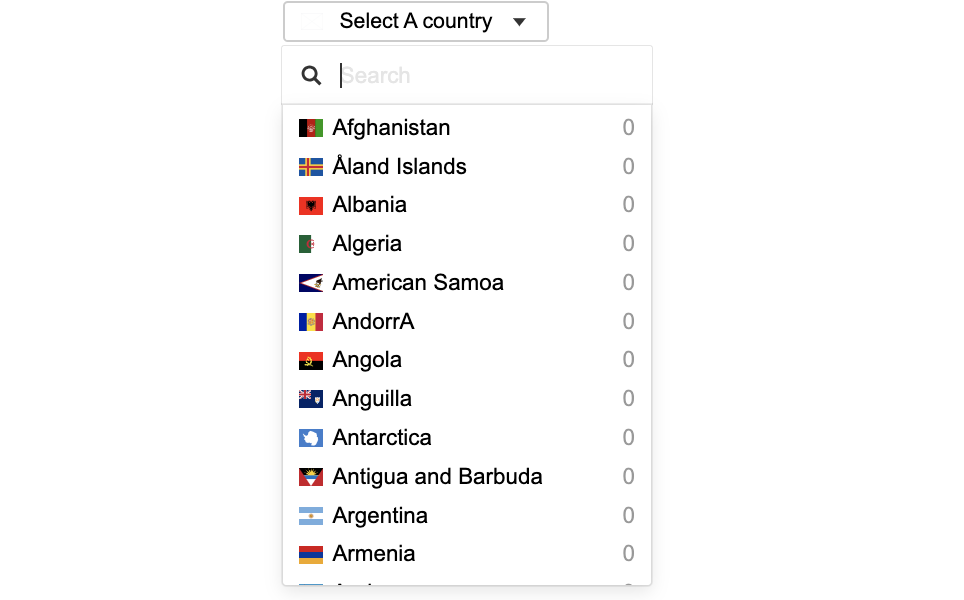 Select A country
Search
Afghanistan 0
Åland Islands 0
Albania 0
Algeria 0
American Samoa 0
AndorrA 0
Angola 0
Anguilla 0
Antarctica 0
Antigua and Barbuda 0
Argentina 0
Armenia 0